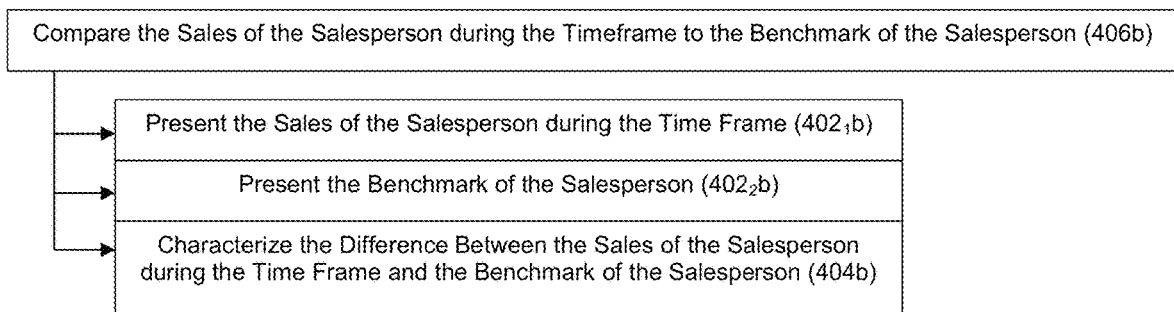 Compare the Sales of the Salesperson during the Timeframe to the Benchmark of the Salesperson (406b)
Present the Sales of the Salesperson during the Time Frame (402₁b)
Present the Benchmark of the Salesperson (402₂b)
Characterize the Difference Between the Sales of the Salesperson
during the Time Frame and the Benchmark of the Salesperson (404b)